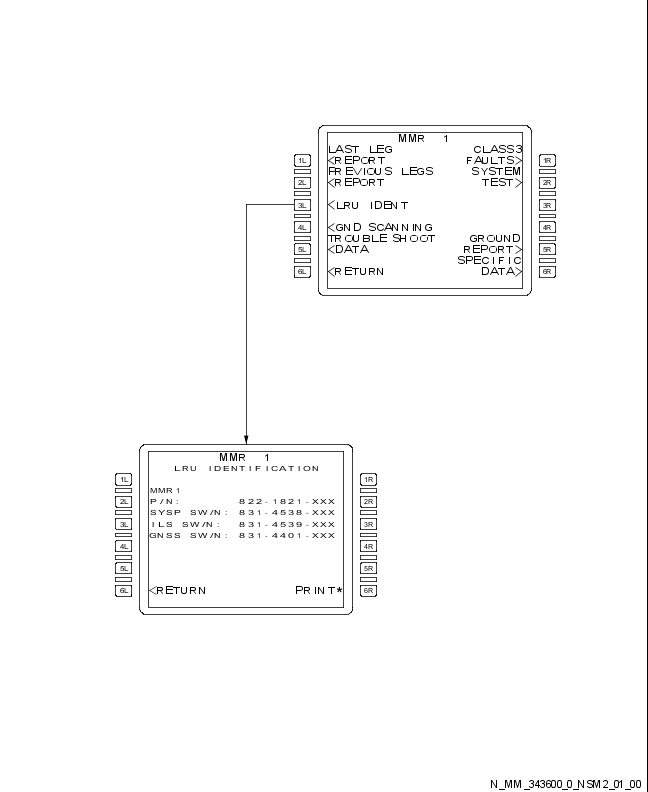 MMR 1
LAST LEG CLASS3
1L <REPORT FAULTS> 1R
PREVIOUS LEGS SYSTEM
2L <REPORT TEST> 2R
3L <LRU IDENT 3R
4L <GND SCANNING 4R
TROUBLE SHOOT GROUND
5L <DATA REPORT> 5R
SPECIFIC
6L <RETURN DATA> 6R
MMR 1
LRU IDENTIFICATION
1L 1R
MMR1
2L P/N: 822-1821-XXX 2R
SYSP SW/N: 831-4538-XXX
3L ILS SW/N: 831-4539-XXX 3R
GNSS SW/N: 831-4401-XXX
4L 4R
5L 5R
6L <RETURN PRINT* 6R
N_MM_343600_0_NSM2_01_00